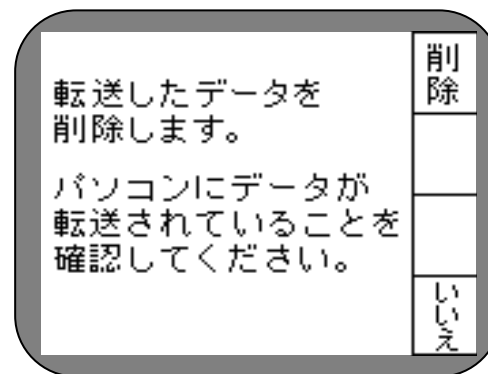 転送したデータを
削除します。
パソコンにデータが
転送されていることを
確認してください。
削除
いいえ